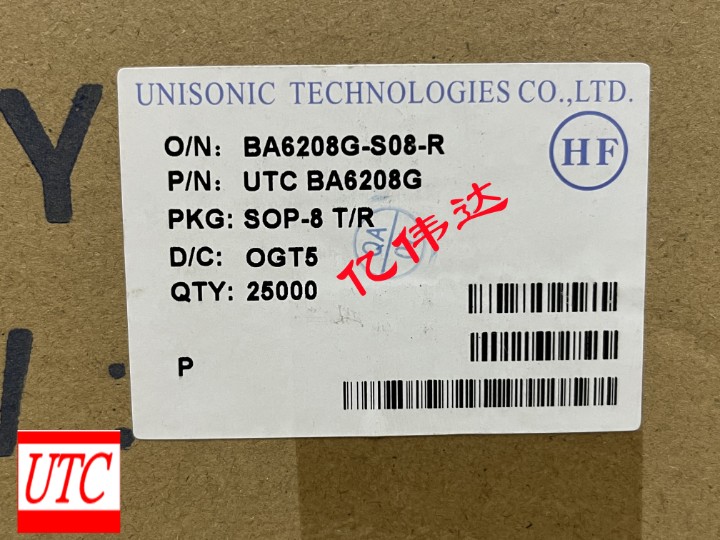 UNISONIC TECHNOLOGIES CO.,LTD.
O/N: BA6208G-S08-R
HF
P/N: UTC BA6208G
PKG: SOP-8 T/R
QA
D/C: OGT5
亿伟达
QTY: 25000
P
UTC